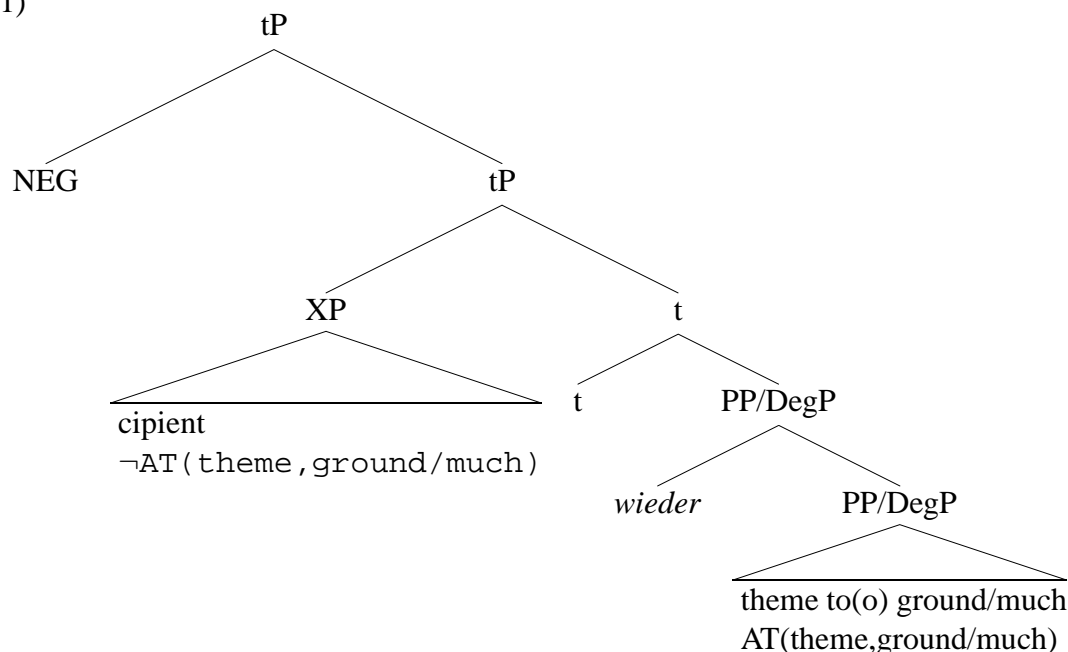 1)
tP
NEG tP
XP t
t PP/DegP
cipient
¬AT(theme,ground/much)
wieder PP/DegP
theme to(o) ground/much
AT(theme,ground/much)